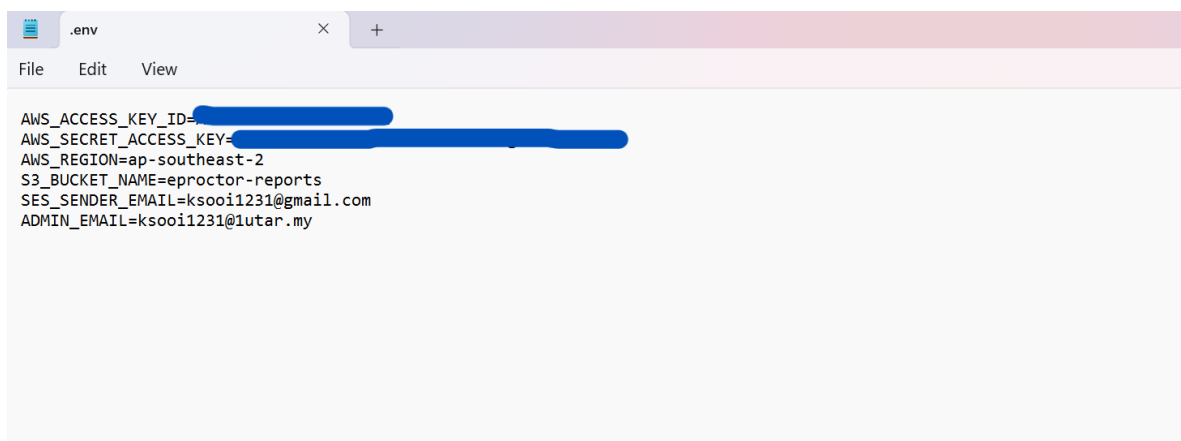 .env
File Edit View
AWS_ACCESS_KEY_ID=
AWS_SECRET_ACCESS_KEY=
AWS_REGION=ap-southeast-2
S3_BUCKET_NAME=eproctor-reports
SES_SENDER_EMAIL=ksooi1231@gmail.com
ADMIN_EMAIL=ksooi1231@1utar.my